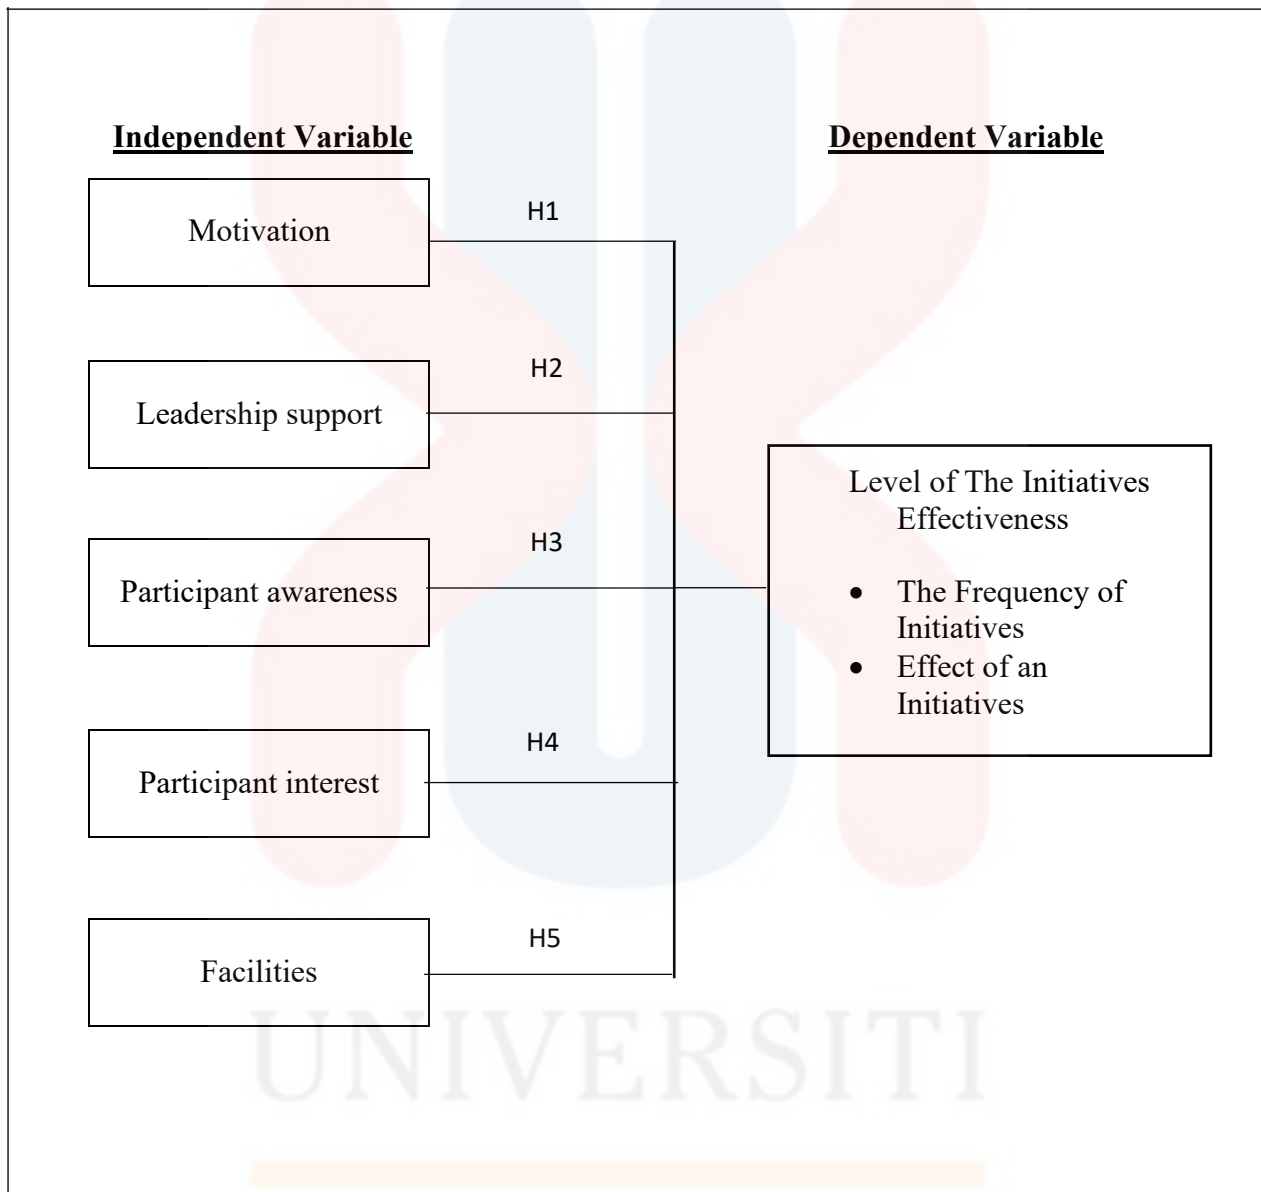 Independent Variable
Dependent Variable
Motivation
H1
Leadership support
H2
Participant awareness
H3
Participant interest
H4
Facilities
H5
Level of The Initiatives
Effectiveness
• The Frequency of
Initiatives
• Effect of an
Initiatives
UNIVERSITI